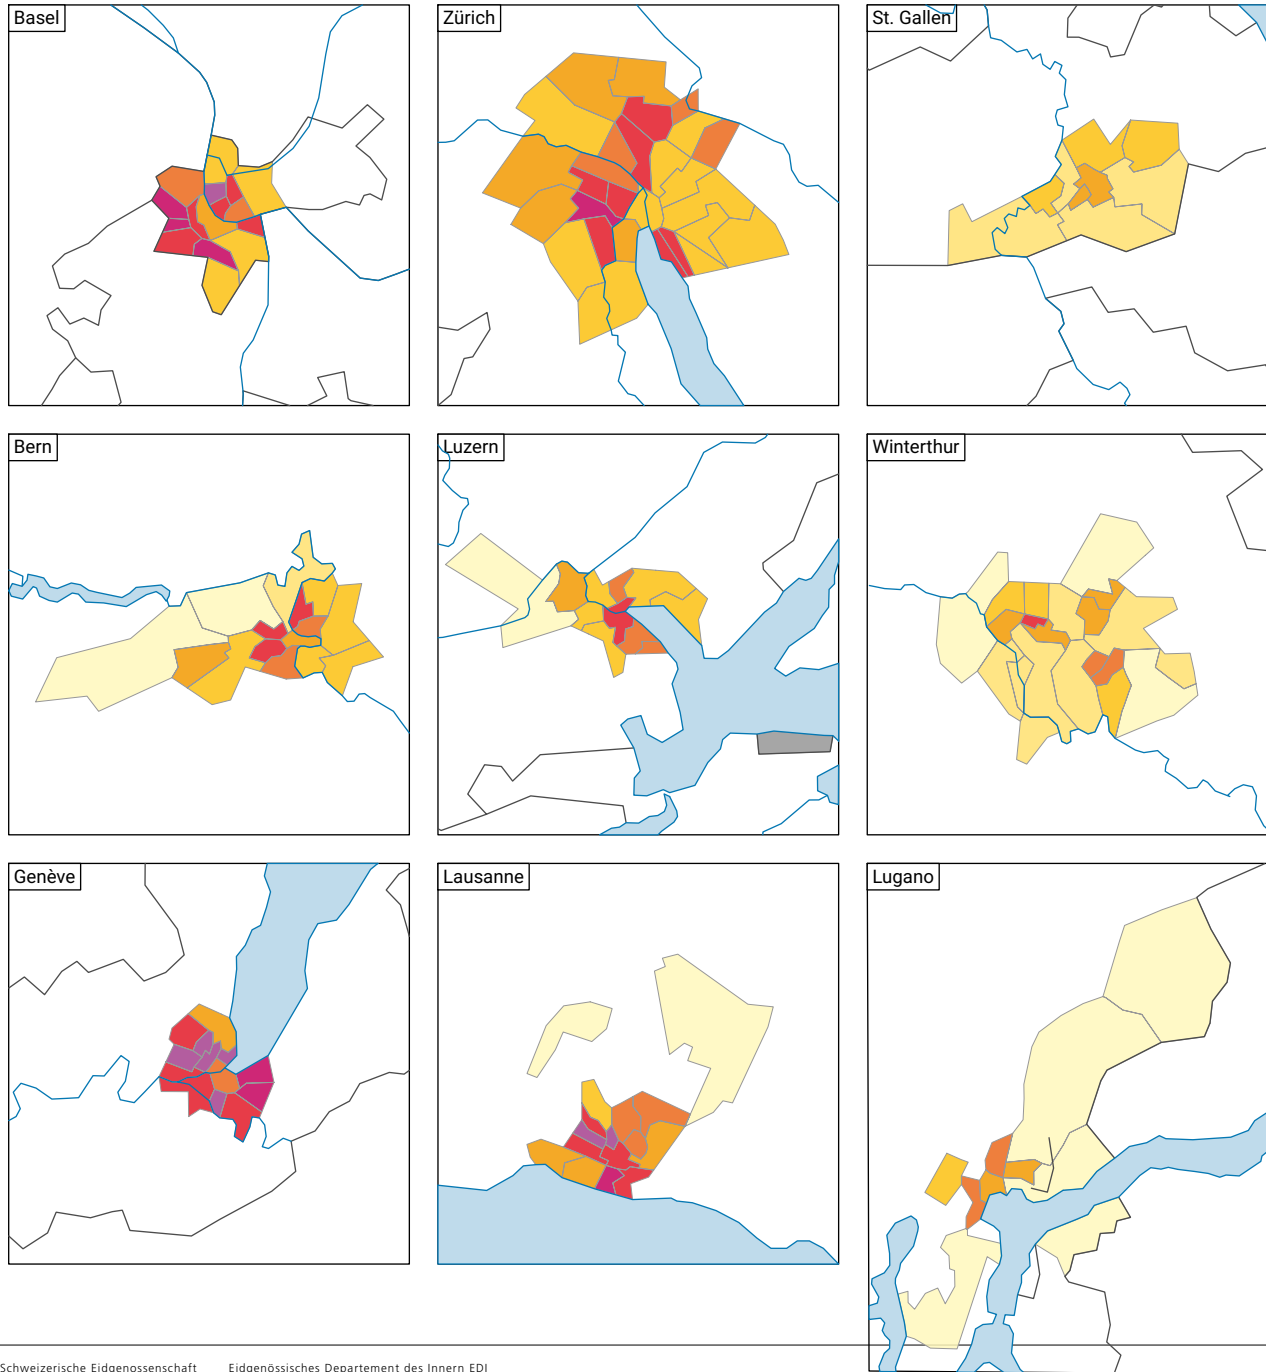 Basel
Zürich
St. Gallen
Bern
Luzern
Winterthur
Genève
Lausanne
Lugano
Schweizerische Eidgenossenschaft Eidgenössisches Departement des Innern EDI